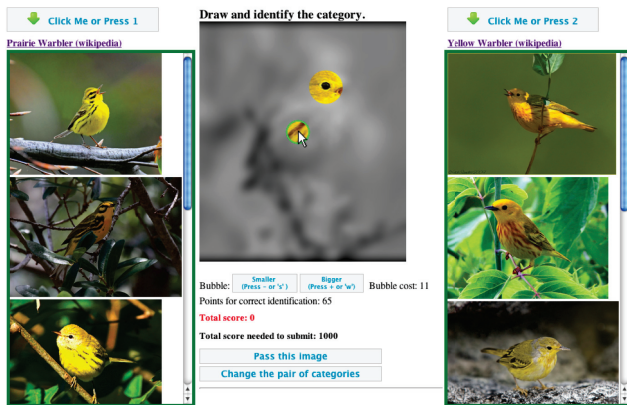 Click Me or Press 1
Prairie Warbler (wikipedia)
Draw and identify the category.
Bubble:
Smaller
(Press - or 's' )
Bigger
(Press + or 'w')
Bubble cost: 11
Points for correct identification: 65
Total score: 0
Total score needed to submit: 1000
Pass this image
Change the pair of categories
Click Me or Press 2
Yellow Warbler (wikipedia)